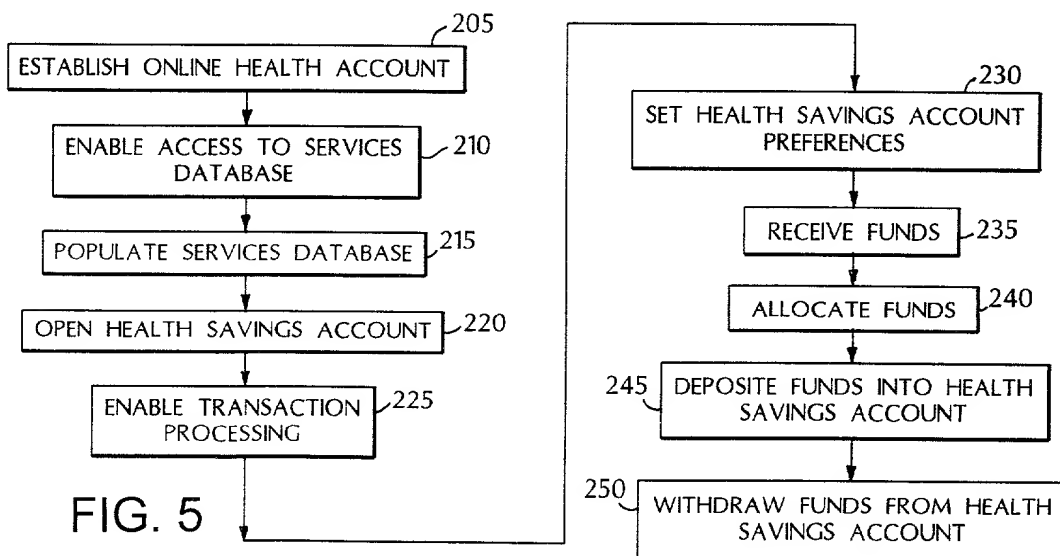 205
ESTABLISH ONLINE HEALTH ACCOUNT
ENABLE ACCESS TO SERVICES
DATABASE
210
POPULATE SERVICES DATABASE
215
OPEN HEALTH SAVINGS ACCOUNT
220
ENABLE TRANSACTION
PROCESSING
225
230
SET HEALTH SAVINGS ACCOUNT
PREFERENCES
RECEIVE FUNDS
235
ALLOCATE FUNDS
240
245
DEPOSITE FUNDS INTO HEALTH
SAVINGS ACCOUNT
250
WITHDRAW FUNDS FROM HEALTH
SAVINGS ACCOUNT
FIG. 5